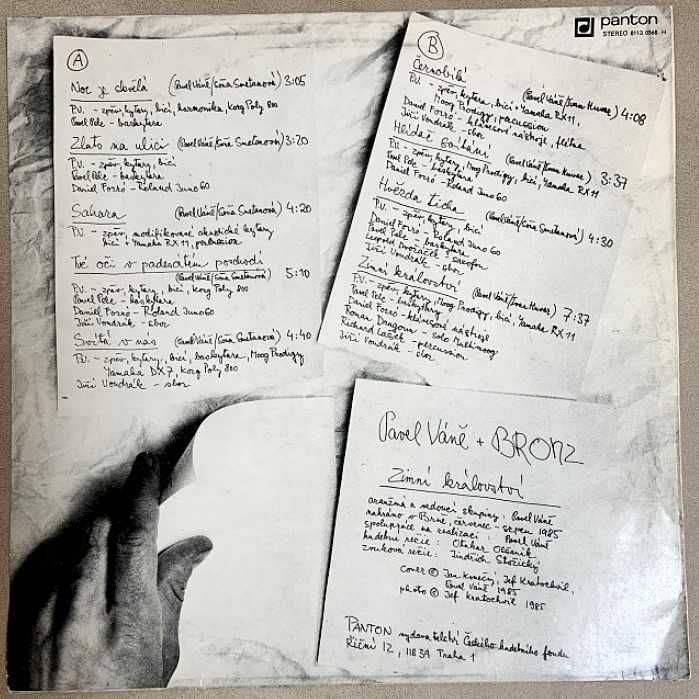 panton
STEREO 8113 0568 H
A
Noc je skvělá (Pavel Váně/Soňa Smetanová) 3:05
P.V. - zpěv, kytary, bicí, harmonika, Korg Poly 800
Pavel Pelc - baskytara
Zlato na ulici (Pavel Váně/Soňa Smetanová) 3:20
P.V. - zpěv, kytary, bicí
Pavel Pelc - baskytara
Daniel Forró - Roland Juno 60
Sahara (Pavel Váně/Soňa Smetanová) 4:20
P.V. - zpěv, modifikované akustické kytary
bicí + Yamaha RX 11, percussion
Tvé oči v padesátém poschodí
(Pavel Váně/Soňa Smetanová) 5:10
P.V. - zpěv, kytary, bicí, Korg Poly 800
Pavel Pelc - baskytara
Daniel Forró - Roland Juno 60
Jiří Vondrák - sbor
Svítá v nás (Pavel Váně/Soňa Smetanová) 4:40
P.V. - zpěv, kytary, bicí, baskytara, Moog Prodigy
Yamaha DX 7, Korg Poly 800
Jiří Vondrák - sbor
B
Černobílá (Pavel Váně/Ivan Huvar) 4:08
P.V. - zpěv, kytara, bicí + Yamaha RX 11,
Moog Prodigy, percussion
Daniel Forró - klávesové nástroje, flétna
Jiří Vondrák - sbor
Hlídač (Pavel Váně/Ivan Huvar) 3:37
P.V. - zpěv, kytary, Moog Prodigy, bicí, Yamaha RX 11
Pavel Pelc - baskytara
Daniel Forró - Roland Juno 60
Hvězda tichá (Pavel Váně/Soňa Smetanová) 4:30
P.V. - zpěv, kytary, bicí
Daniel Forró - Roland Juno 60
Pavel Pelc - baskytara
Leopold Dvořáček - saxofon
Jiří Vondrák - sbor
Zimní království (Pavel Váně/Ivan Huvar) 7:37
P.V. - zpěv, kytary, Moog Prodigy, bicí, Yamaha RX 11
Pavel Pelc - baskytary
Daniel Forró - klávesové nástroje
Roman Dragoun - solo Multimoog
Richard Lašek - percussion
Jiří Vondrák - sbor
Pavel Váně + BRONZ
Zimní království
aranžmá a vedoucí skupiny: Pavel Váně
nahráno v Brně, červenec - srpen 1985
spolupráce na realizaci: Pavel Váně
hudební režie: Otakar Olšaník
zvuková režie: Jindřich Stožický
cover © Jan Konečný, Jef Kratochvil,
Pavel Váně 1985
photo © Jef Kratochvil 1985
PANTON vydavatelství Českého hudebního fondu
Říční 12, 118 39 Praha 1